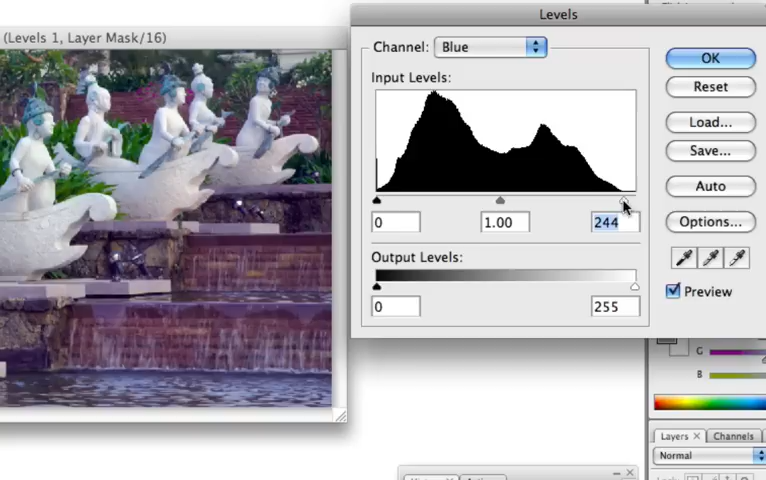 Levels
(Levels 1, Layer Mask/16)
Channel: Blue
OK
Input Levels:
Reset
Load...
Save...
Auto
0 1.00 244
Options...
Output Levels:
Preview
0 255
G
B
Layers × Channels
Normal